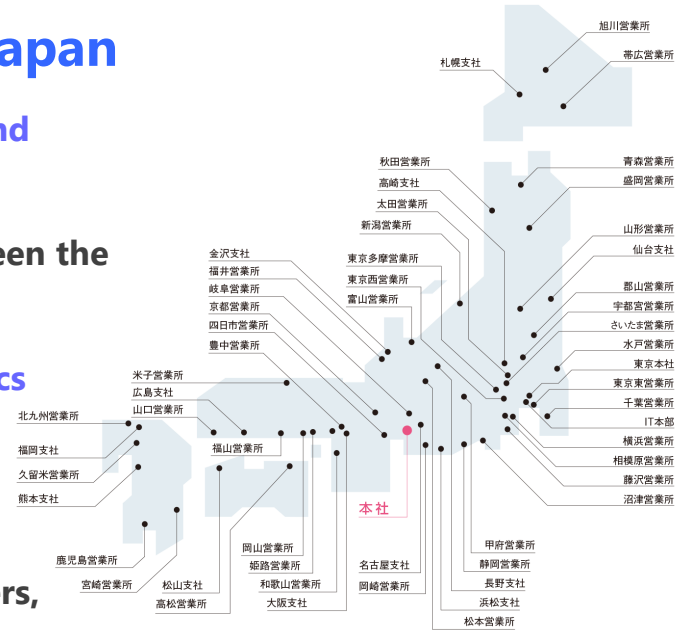 apan
nd
een the
cs
rs,
旭川営業所
帯広営業所
札幌支社
秋田営業所
高崎支社
太田営業所
新潟営業所
青森営業所
盛岡営業所
山形営業所
仙台支社
金沢支社
福井営業所
岐阜営業所
京都営業所
四日市営業所
豊中営業所
東京多摩営業所
東京西営業所
富山営業所
郡山営業所
宇都宮営業所
さいたま営業所
水戸営業所
東京本社
東京東営業所
千葉営業所
IT本部
横浜営業所
相模原営業所
藤沢営業所
沼津営業所
米子営業所
広島支社
山口営業所
北九州営業所
福岡支社
久留米営業所
熊本支社
福山営業所
本社
鹿児島営業所
宮崎営業所
松山支社
高松営業所
岡山営業所
姫路営業所
和歌山営業所
大阪支社
名古屋支社
岡崎営業所
甲府営業所
静岡営業所
長野支社
浜松支社
松本営業所